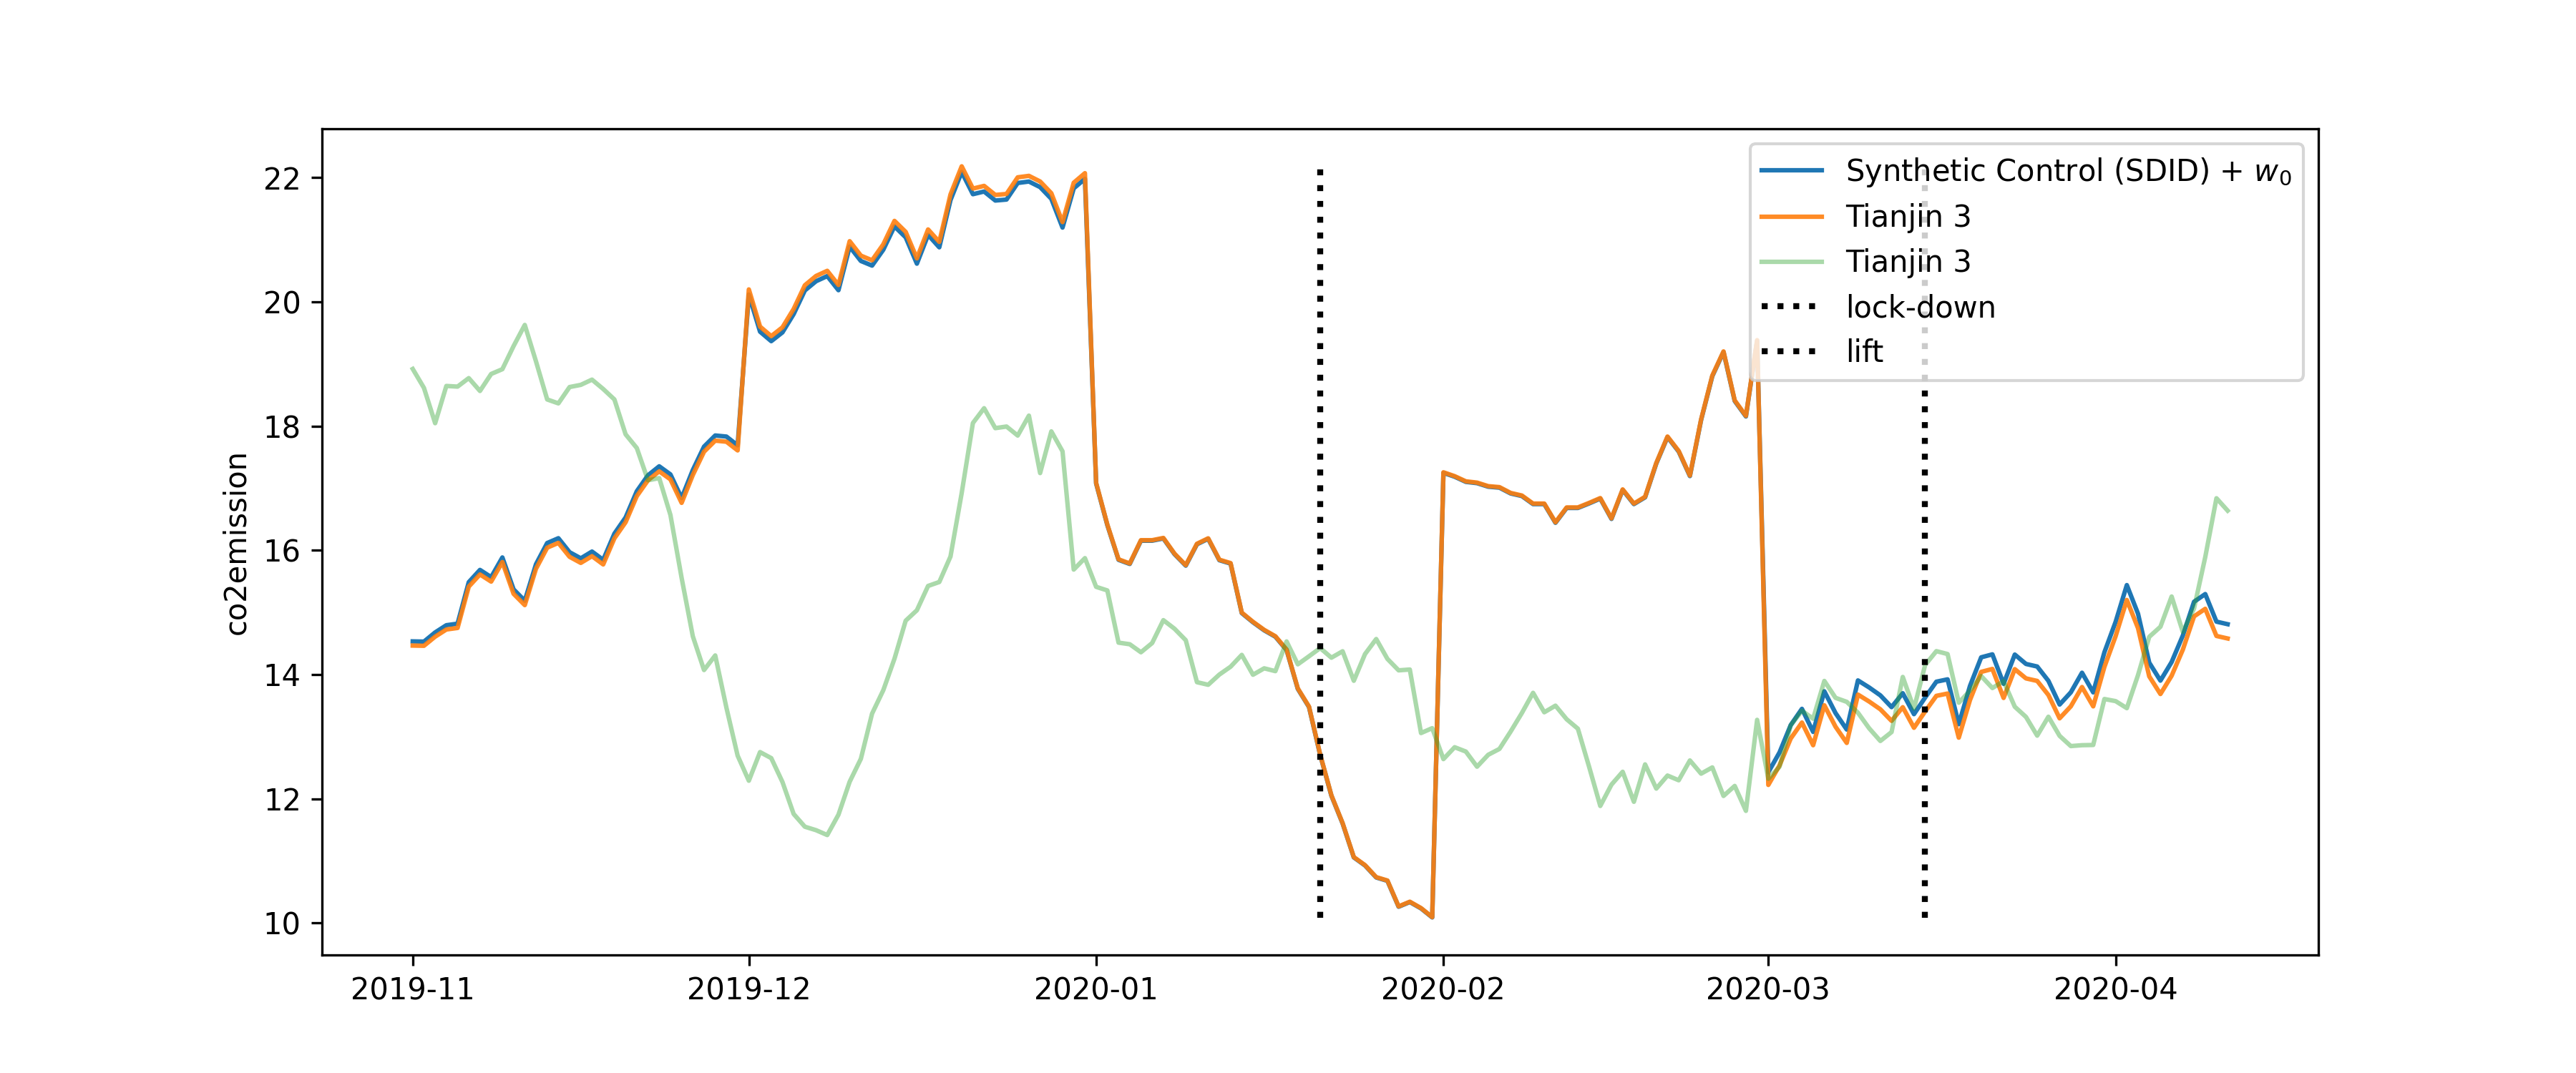 22
20
18
16
14
12
10
co2emission
2019-11
2019-12
2020-01
2020-02
2020-03
2020-04
Synthetic Control (SDID) + w₀
Tianjin 3
Tianjin 3
lock-down
lift